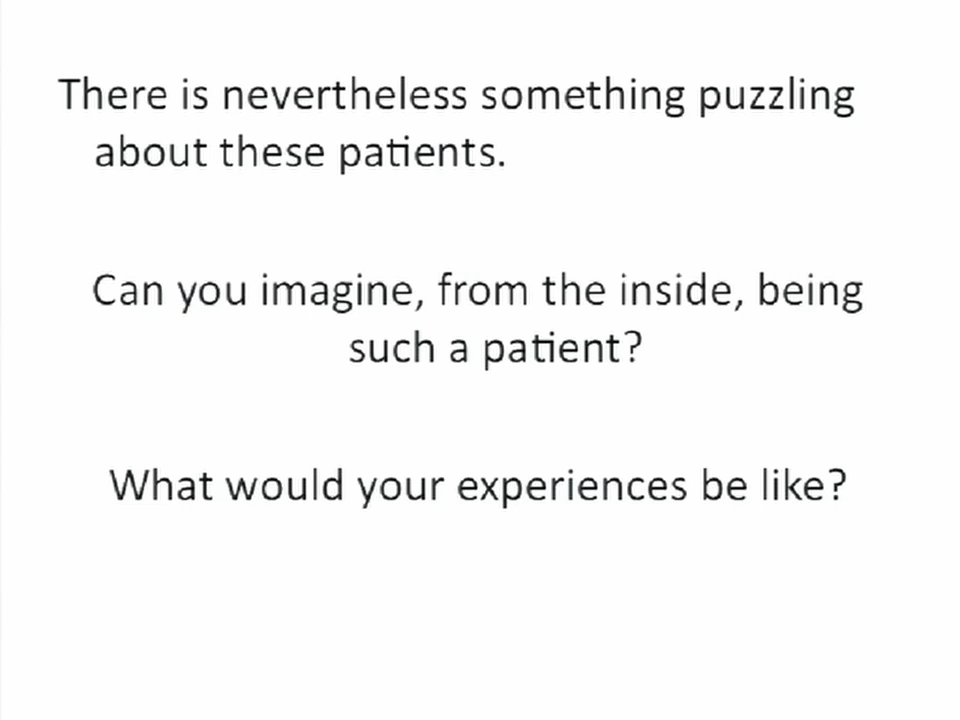 There is nevertheless something puzzling
about these patients.
Can you imagine, from the inside, being
such a patient?
What would your experiences be like?